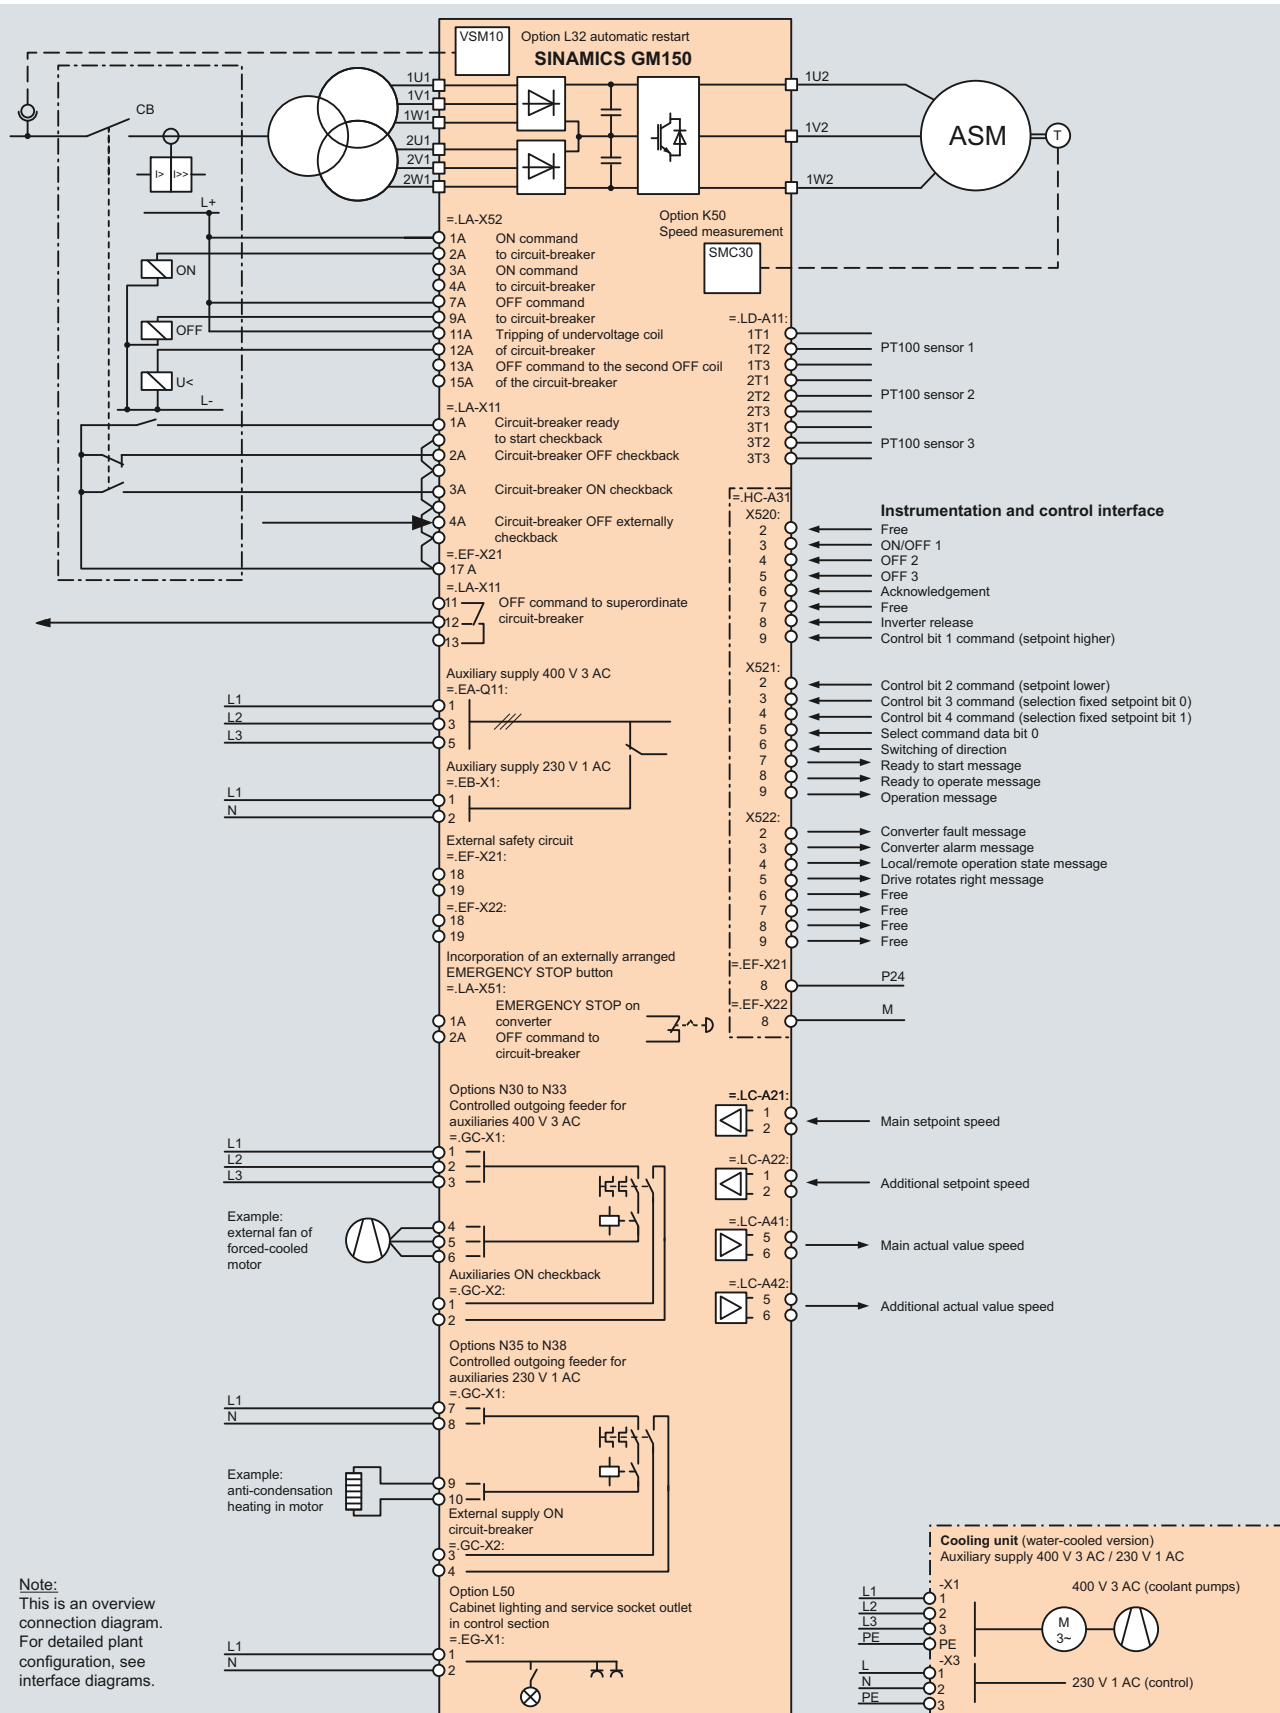 VSM10 Option L32 automatic restart
SINAMICS GM150
CB
I> I>>
1U1
1V1
1W1
2U1
2V1
2W1
1U2
1V2
1W2
ASM
T
L+
ON
OFF
U<
L-
=.LA-X52
1A ON command
2A to circuit-breaker
3A ON command
4A to circuit-breaker
7A OFF command
9A to circuit-breaker
11A Tripping of undervoltage coil
12A of circuit-breaker
13A OFF command to the second OFF coil
15A of the circuit-breaker
=.LA-X11
1A Circuit-breaker ready
to start checkback
2A Circuit-breaker OFF checkback
3A Circuit-breaker ON checkback
4A Circuit-breaker OFF externally
checkback
=.EF-X21
17 A
=.LA-X11
11 OFF command to superordinate
12 circuit-breaker
13
Auxiliary supply 400 V 3 AC
=.EA-Q11:
L1 1
L2 3
L3 5
Auxiliary supply 230 V 1 AC
=.EB-X1:
L1 1
N 2
External safety circuit
=.EF-X21:
18
19
=.EF-X22:
18
19
Incorporation of an externally arranged
EMERGENCY STOP button
=.LA-X51:
EMERGENCY STOP on
1A converter
2A OFF command to
circuit-breaker
Options N30 to N33
Controlled outgoing feeder for
auxiliaries 400 V 3 AC
=.GC-X1:
L1 1
L2 2
L3 3
Example:
external fan of
forced-cooled
motor
4
5
6
Auxiliaries ON checkback
=.GC-X2:
1
2
Options N35 to N38
Controlled outgoing feeder for
auxiliaries 230 V 1 AC
=.GC-X1:
L1 7
N 8
Example:
anti-condensation
heating in motor
9
10
External supply ON
circuit-breaker
=.GC-X2:
3
4
Option L50
Cabinet lighting and service socket outlet
in control section
=.EG-X1:
L1 1
N 2
Note:
This is an overview
connection diagram.
For detailed plant
configuration, see
interface diagrams.
Option K50
Speed measurement
SMC30
=.LD-A11:
1T1
1T2 PT100 sensor 1
1T3
2T1
2T2 PT100 sensor 2
2T3
3T1
3T2 PT100 sensor 3
3T3
=.HC-A31
Instrumentation and control interface
X520:
2 Free
3 ON/OFF 1
4 OFF 2
5 OFF 3
6 Acknowledgement
7 Free
8 Inverter release
9 Control bit 1 command (setpoint higher)
X521:
2 Control bit 2 command (setpoint lower)
3 Control bit 3 command (selection fixed setpoint bit 0)
4 Control bit 4 command (selection fixed setpoint bit 1)
5 Select command data bit 0
6 Switching of direction
7 Ready to start message
8 Ready to operate message
9 Operation message
X522:
2 Converter fault message
3 Converter alarm message
4 Local/remote operation state message
5 Drive rotates right message
6 Free
7 Free
8 Free
9 Free
=.EF-X21
8 P24
=.EF-X22
8 M
=.LC-A21:
1
2
Main setpoint speed
=.LC-A22:
1
2
Additional setpoint speed
=.LC-A41:
5
6
Main actual value speed
=.LC-A42:
5
6
Additional actual value speed
Cooling unit (water-cooled version)
Auxiliary supply 400 V 3 AC / 230 V 1 AC
-X1 400 V 3 AC (coolant pumps)
L1 1
L2 2
L3 3
PE PE
M
3~
-X3
L 1
N 2
PE 3
230 V 1 AC (control)